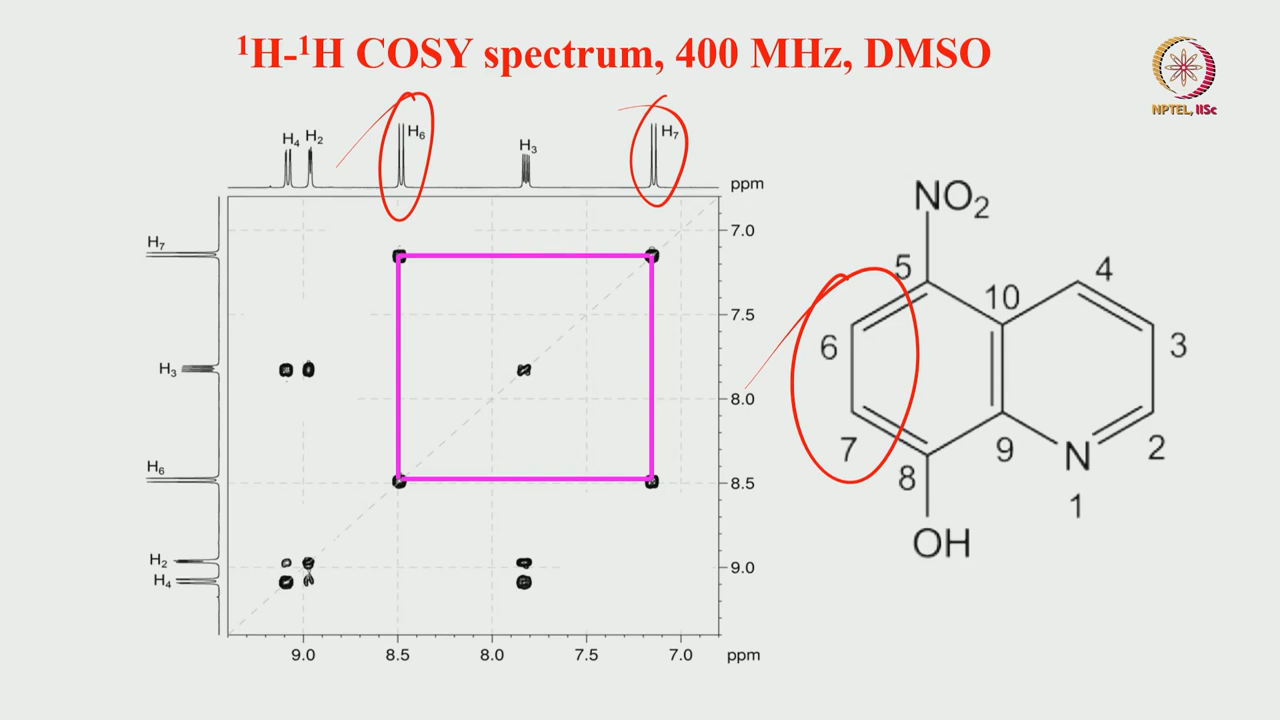 ¹H-¹H COSY spectrum, 400 MHz, DMSO
NPTEL, IISc
H₄ H₂ H₆ H₃ H₇
ppm
H₇
H₃
H₆
H₂
H₄
7.0
7.5
8.0
8.5
9.0
9.0 8.5 8.0 7.5 7.0 ppm
NO₂
5
4
10
6
3
7
9
2
8
N
1
OH